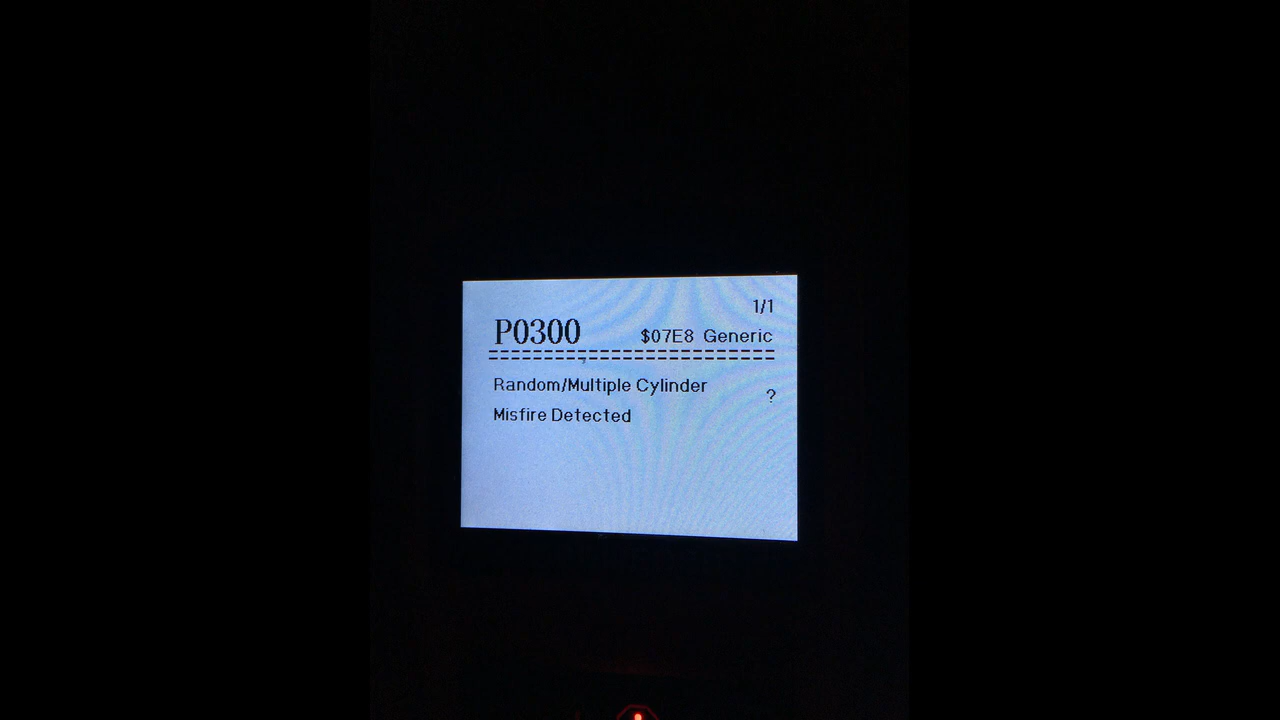 1/1
P0300 $07E8 Generic
==========================
Random/Multiple Cylinder
?
Misfire Detected